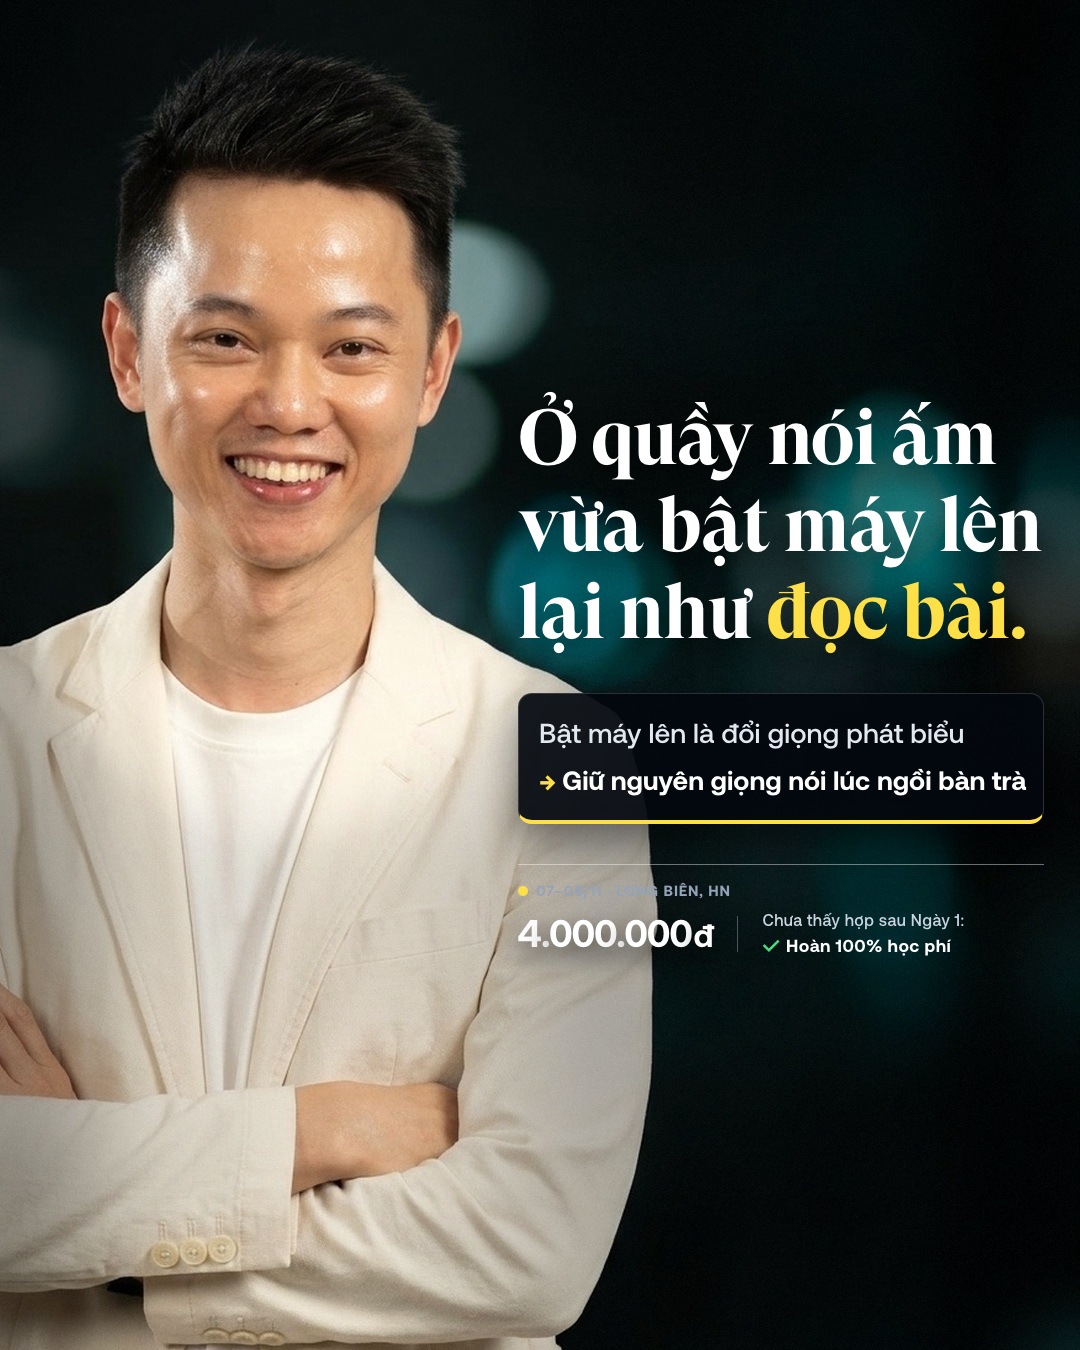 Ở quầy nói ấm
vừa bật máy lên
lại như đọc bài.
Bật máy lên là đổi giọng phát biểu
→ Giữ nguyên giọng nói lúc ngồi bàn trà
BIÊN, HN
4.000.000đ
Chưa thấy hợp sau Ngày 1:
✓ Hoàn 100% học phí